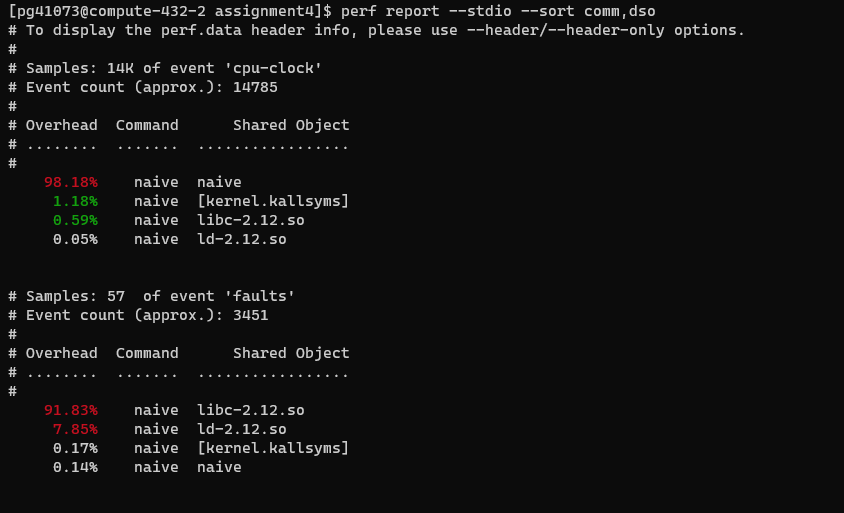 [pg41073@compute-432-2 assignment4]$ perf report --stdio --sort comm,dso
# To display the perf.data header info, please use --header/--header-only options.
#
# Samples: 14K of event 'cpu-clock'
# Event count (approx.): 14785
#
# Overhead  Command      Shared Object
# ........  .......  .................
#
    98.18%    naive  naive
     1.18%    naive  [kernel.kallsyms]
     0.59%    naive  libc-2.12.so
     0.05%    naive  ld-2.12.so
# Samples: 57  of event 'faults'
# Event count (approx.): 3451
#
# Overhead  Command      Shared Object
# ........  .......  .................
#
    91.83%    naive  libc-2.12.so
     7.85%    naive  ld-2.12.so
     0.17%    naive  [kernel.kallsyms]
     0.14%    naive  naive